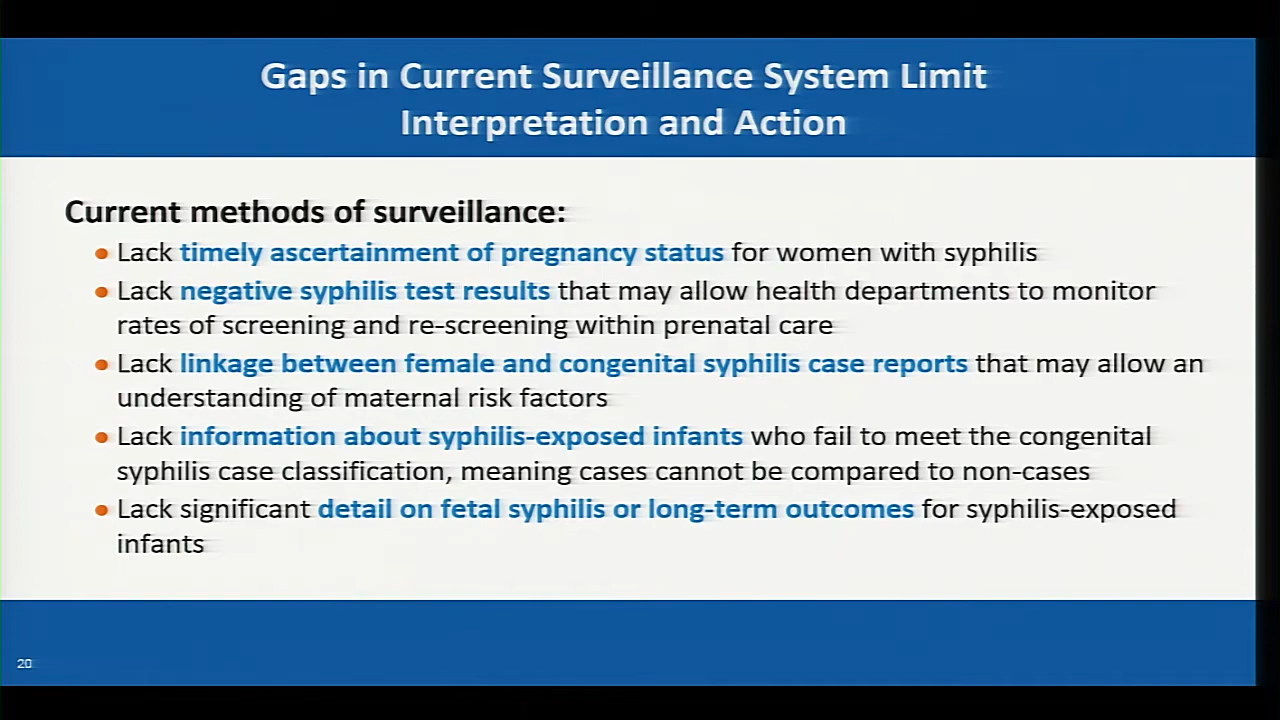 Gaps in Current Surveillance System Limit
Interpretation and Action
Current methods of surveillance:
• Lack timely ascertainment of pregnancy status for women with syphilis
• Lack negative syphilis test results that may allow health departments to monitor
rates of screening and re-screening within prenatal care
• Lack linkage between female and congenital syphilis case reports that may allow an
understanding of maternal risk factors
• Lack information about syphilis-exposed infants who fail to meet the congenital
syphilis case classification, meaning cases cannot be compared to non-cases
• Lack significant detail on fetal syphilis or long-term outcomes for syphilis-exposed
infants
20